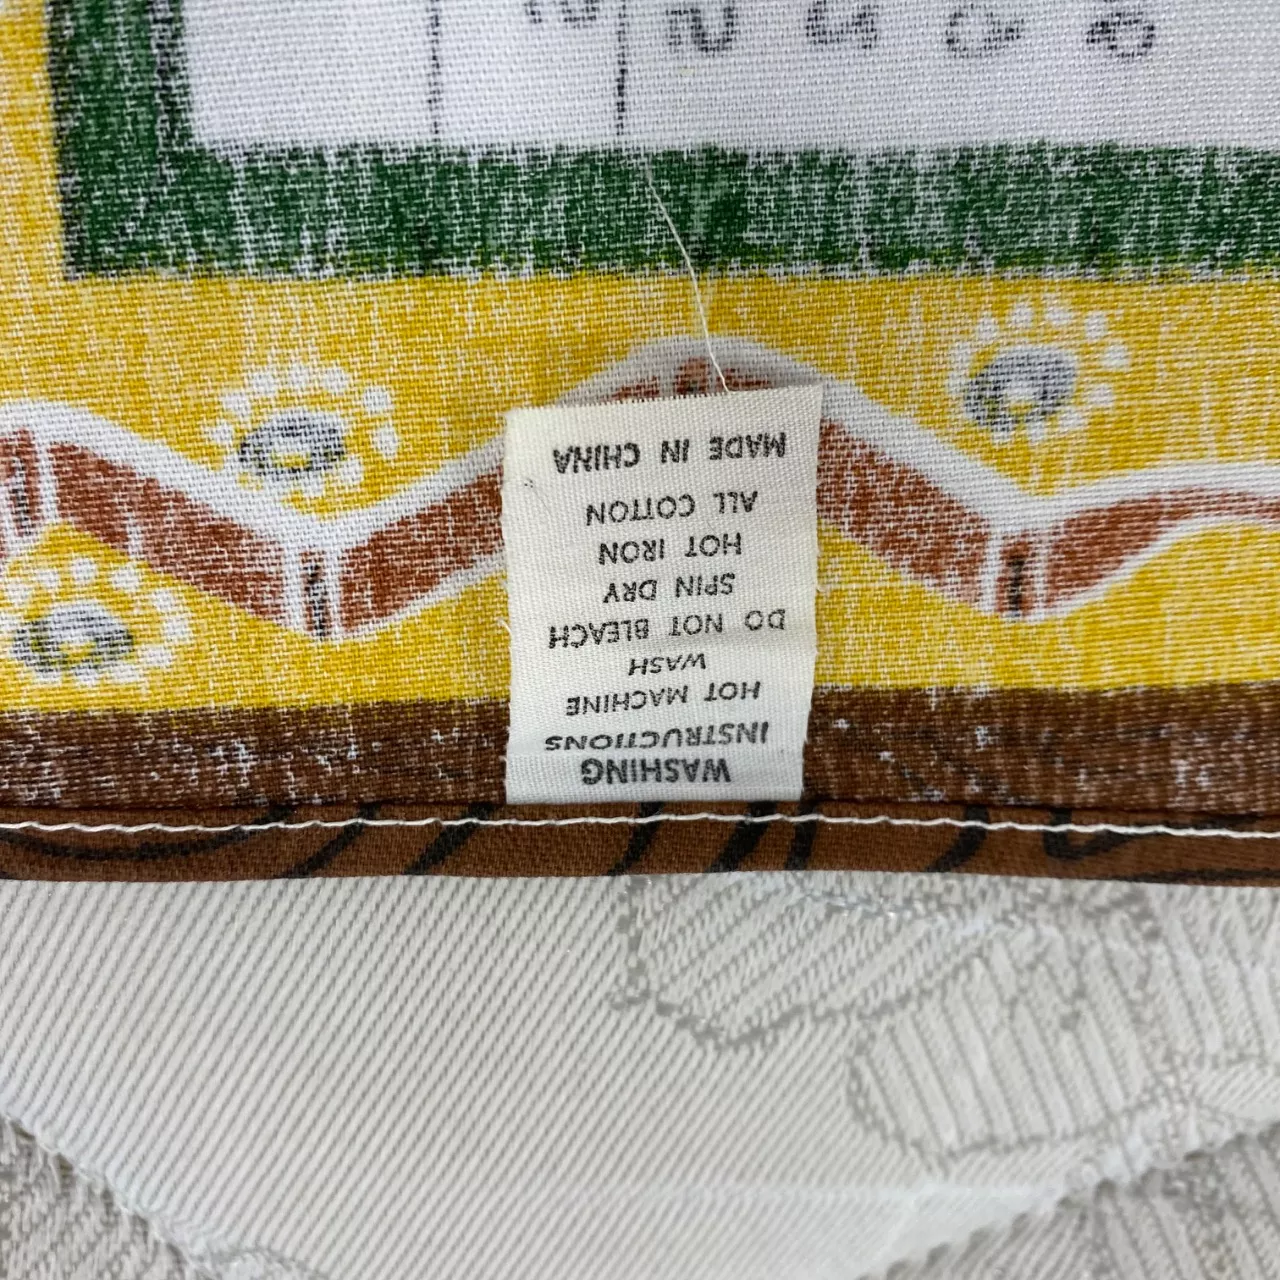 WASHING
INSTRUCTIONS
HOT MACHINE
WASH
DO NOT BLEACH
SPIN DRY
HOT IRON
ALL COTTON
MADE IN CHINA